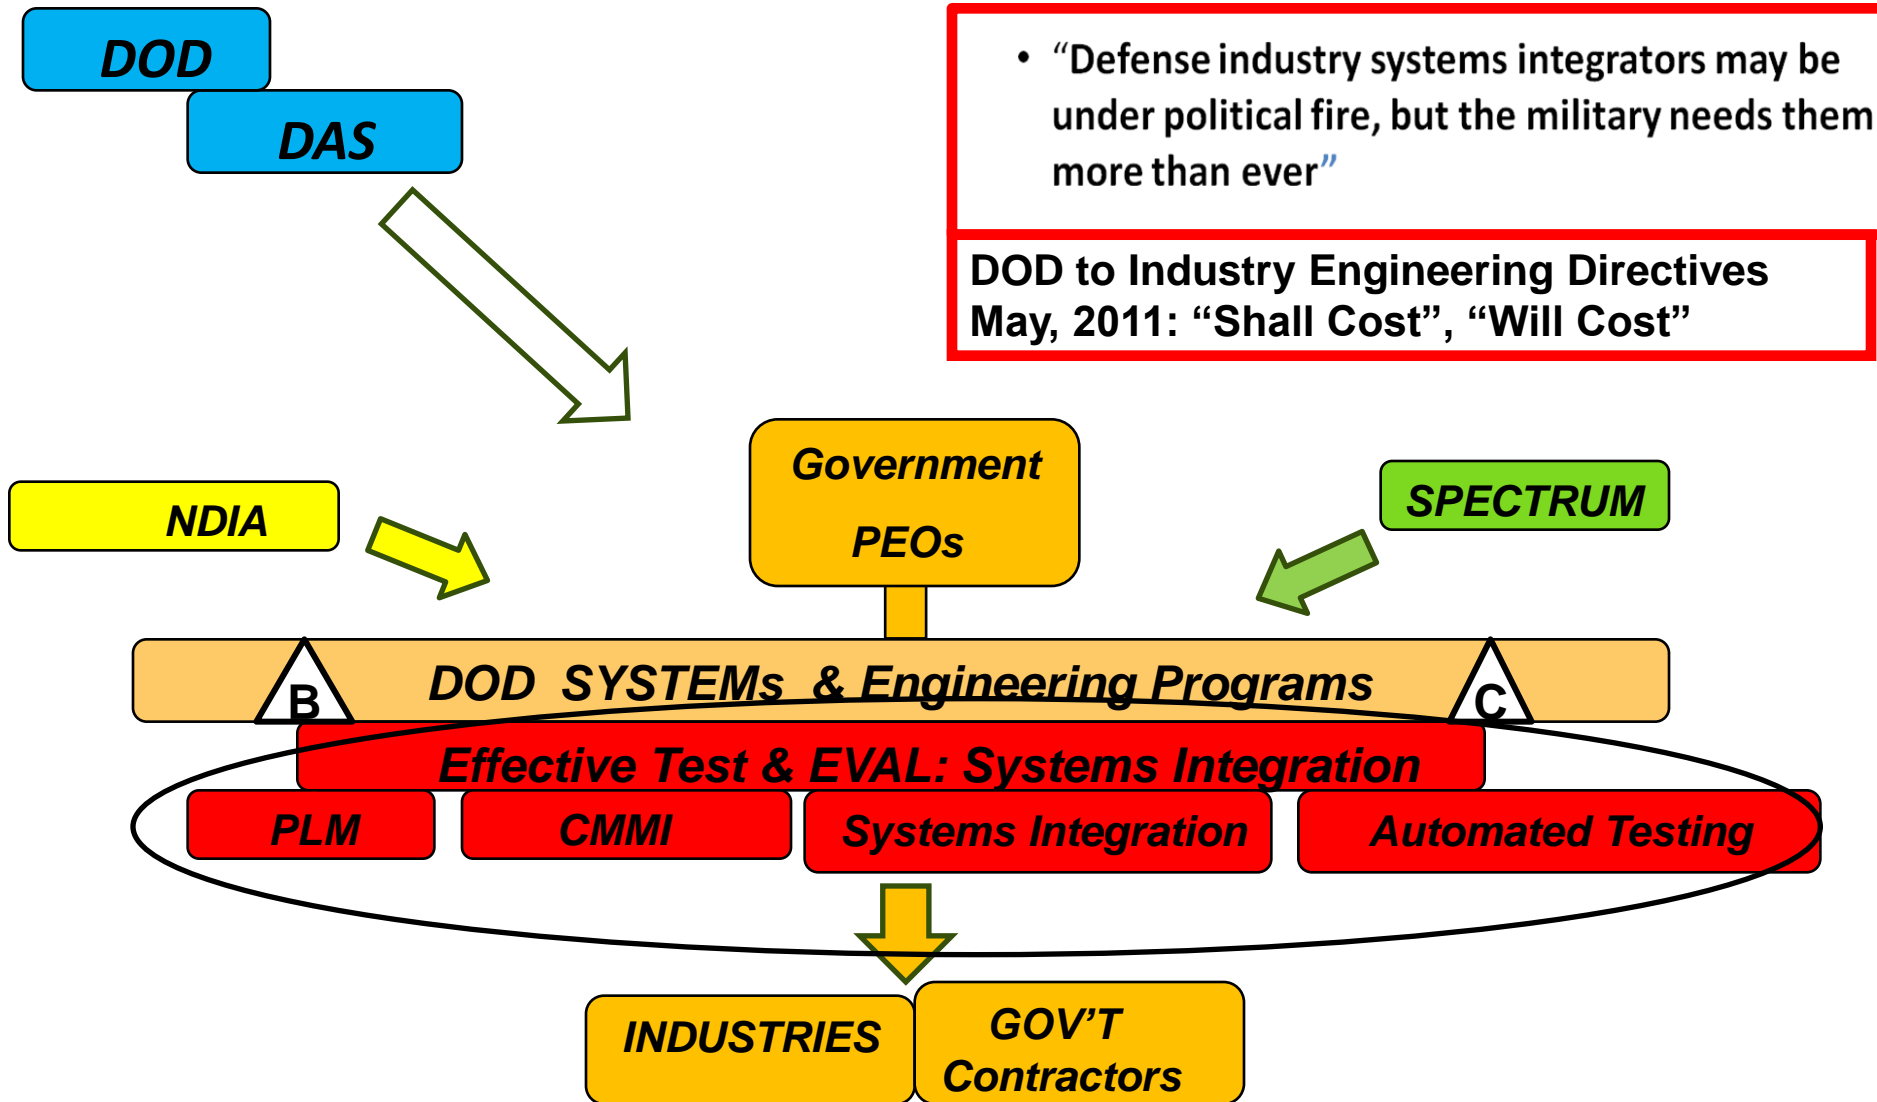 DOD
DAS
• “Defense industry systems integrators may be
under political fire, but the military needs them
more than ever”
DOD to Industry Engineering Directives
May, 2011: “Shall Cost”, “Will Cost”
Government
PEOs
NDIA
SPECTRUM
B
DOD SYSTEMs & Engineering Programs
C
Effective Test & EVAL: Systems Integration
PLM
CMMI
Systems Integration
Automated Testing
INDUSTRIES
GOV’T
Contractors